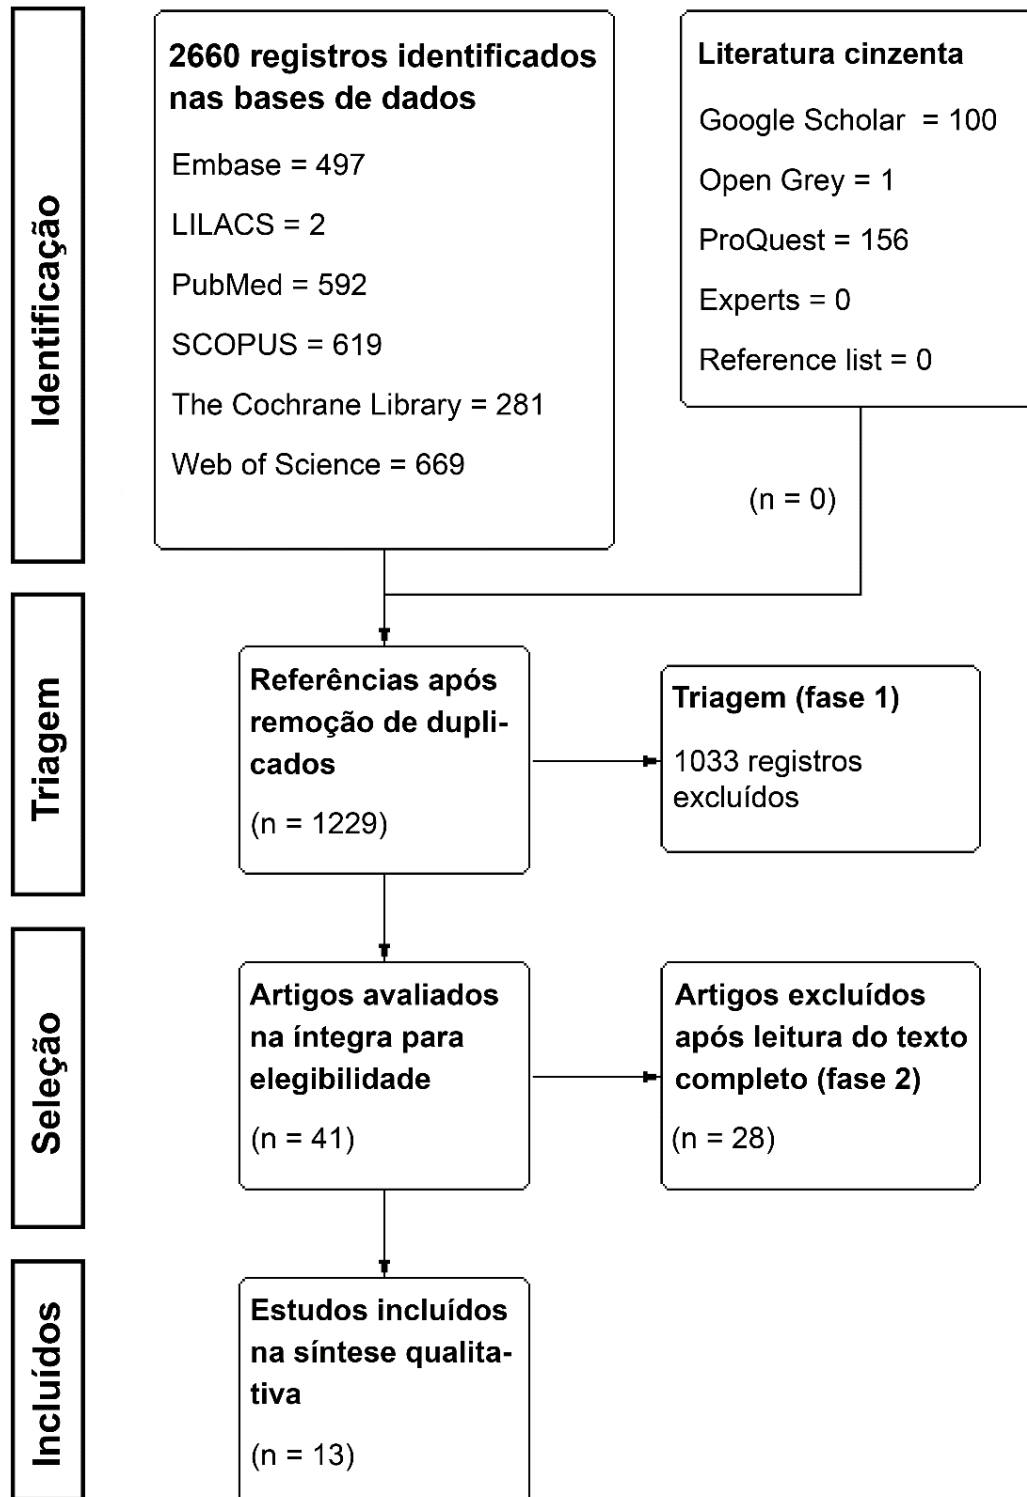 Identificação
2660 registros identificados
nas bases de dados
Embase = 497
LILACS = 2
PubMed = 592
SCOPUS = 619
The Cochrane Library = 281
Web of Science = 669
Literatura cinzenta
Google Scholar = 100
Open Grey = 1
ProQuest = 156
Experts = 0
Reference list = 0
(n = 0)
Triagem
Referências após
remoção de dupli-
cados
(n = 1229)
Triagem (fase 1)
1033 registros
excluídos
Seleção
Artigos avaliados
na íntegra para
elegibilidade
(n = 41)
Artigos excluídos
após leitura do texto
completo (fase 2)
(n = 28)
Incluídos
Estudos incluídos
na síntese qualita-
tiva
(n = 13)